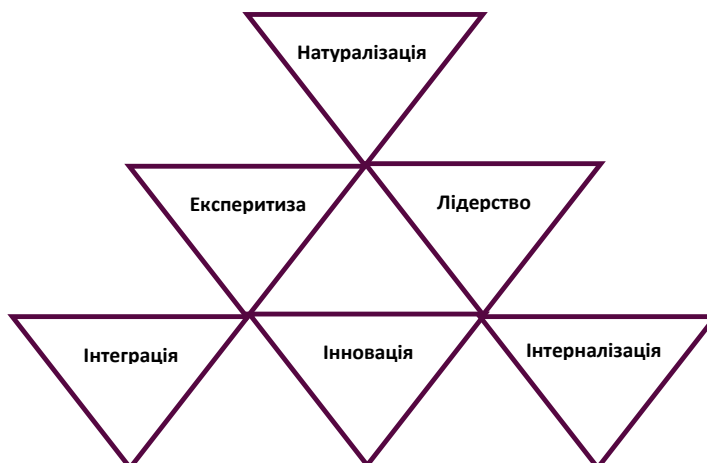 Натуралізація
Експеритиза
Лідерство
Інтеграція
Інновація
Інтерналізація